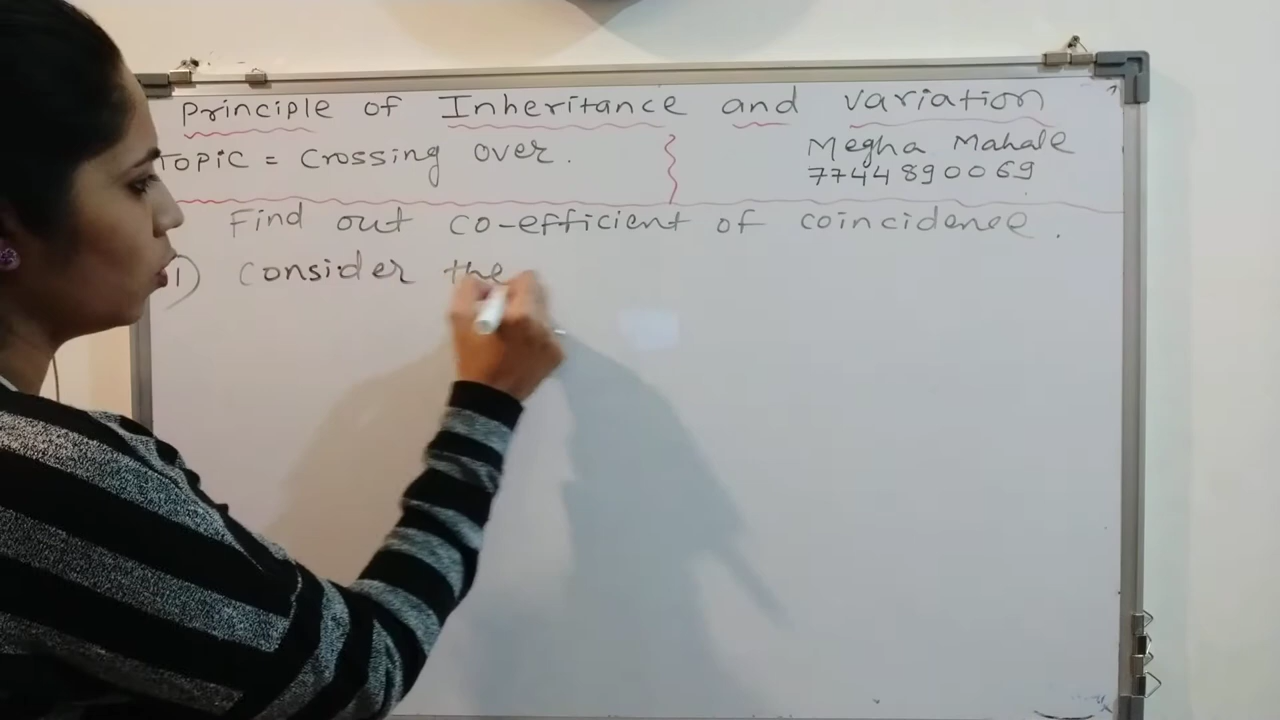 Principle of Inheritance and variation
TOPIC = Crossing over.
Megha Mahale
7744890069
Find out co-efficient of coincidence.
1) Consider the